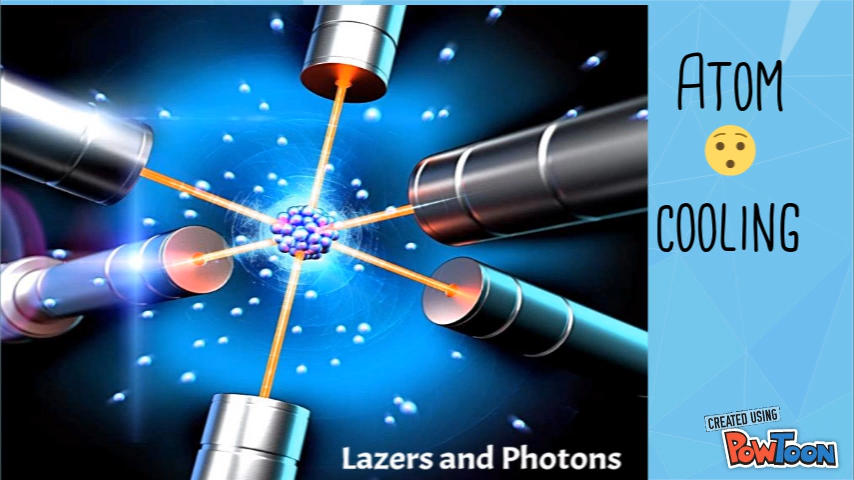 ATOM
COOLING
Lazers and Photons
CREATED USING
POWTOON